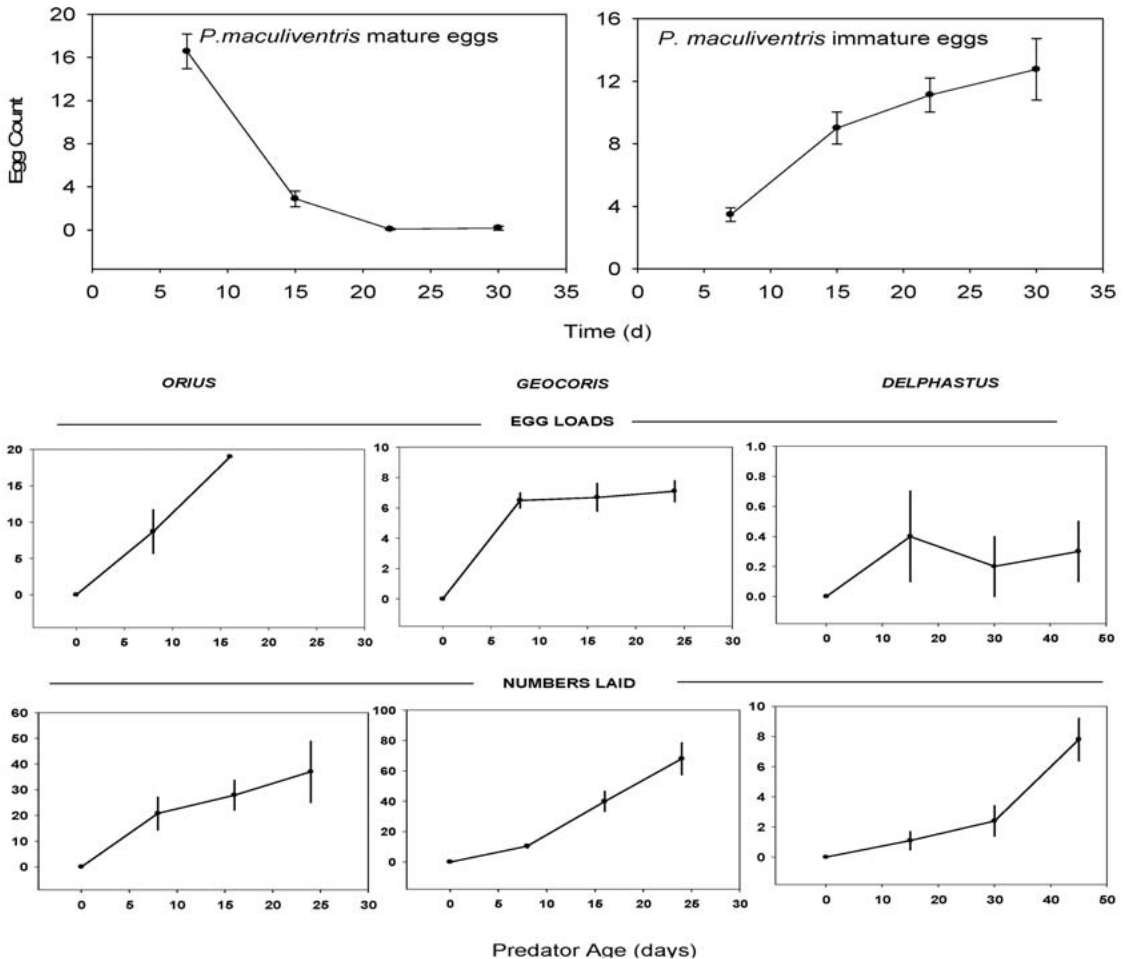 20
16
12
8
4
0
Egg Count
P.maculiventris mature eggs
0 5 10 15 20 25 30 35
16
12
8
4
0
P. maculiventris immature eggs
0 5 10 15 20 25 30 35
Time (d)
ORIUS GEOCORIS DELPHASTUS
EGG LOADS
20
15
10
5
0
0 5 10 15 20 25 30
10
8
6
4
2
0
0 5 10 15 20 25 30
1.0
0.8
0.6
0.4
0.2
0.0
0 10 20 30 40 50
NUMBERS LAID
60
50
40
30
20
10
0
0 5 10 15 20 25 30
100
80
60
40
20
0
0 5 10 15 20 25 30
10
8
6
4
2
0
0 10 20 30 40 50
Predator Age (days)